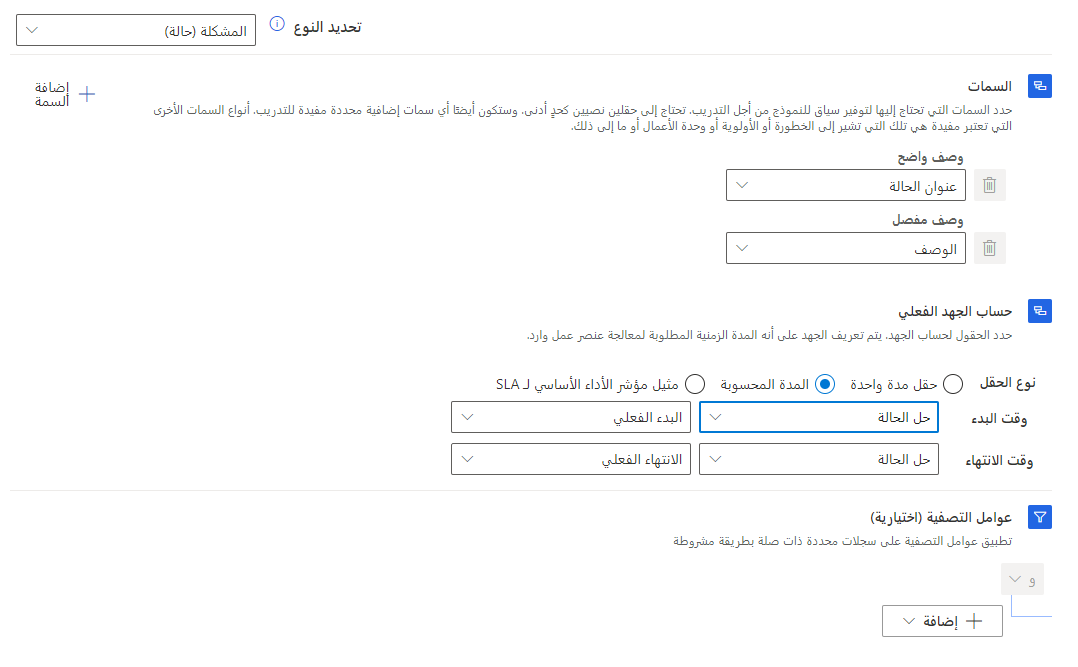 تحديد النوع
المشكلة (حالة)
السمات
إضافة السمة
حدد السمات التي تحتاج إليها لتوفير سياق للنموذج من أجل التدريب. تحتاج إلى حقلين نصيين كحدٍ أدنى. وستكون أيضًا أي سمات إضافية محددة مفيدة للتدريب. أنواع السمات الأخرى
التي تعتبر مفيدة هي تلك التي تشير إلى الخطورة أو الأولوية أو وحدة الأعمال أو ما إلى ذلك.
وصف واضح
عنوان الحالة
وصف مفصل
الوصف
حساب الجهد الفعلي
حدد الحقول لحساب الجهد. يتم تعريف الجهد على أنه المدة الزمنية المطلوبة لمعالجة عنصر عمل وارد.
نوع الحقل حقل مدة واحدة المدة المحسوبة مثيل مؤشر الأداء الأساسي لـ SLA
وقت البدء حل الحالة البدء الفعلي
وقت الانتهاء حل الحالة الانتهاء الفعلي
عوامل التصفية (اختيارية)
تطبيق عوامل التصفية على سجلات محددة ذات صلة بطريقة مشروطة
و
إضافة